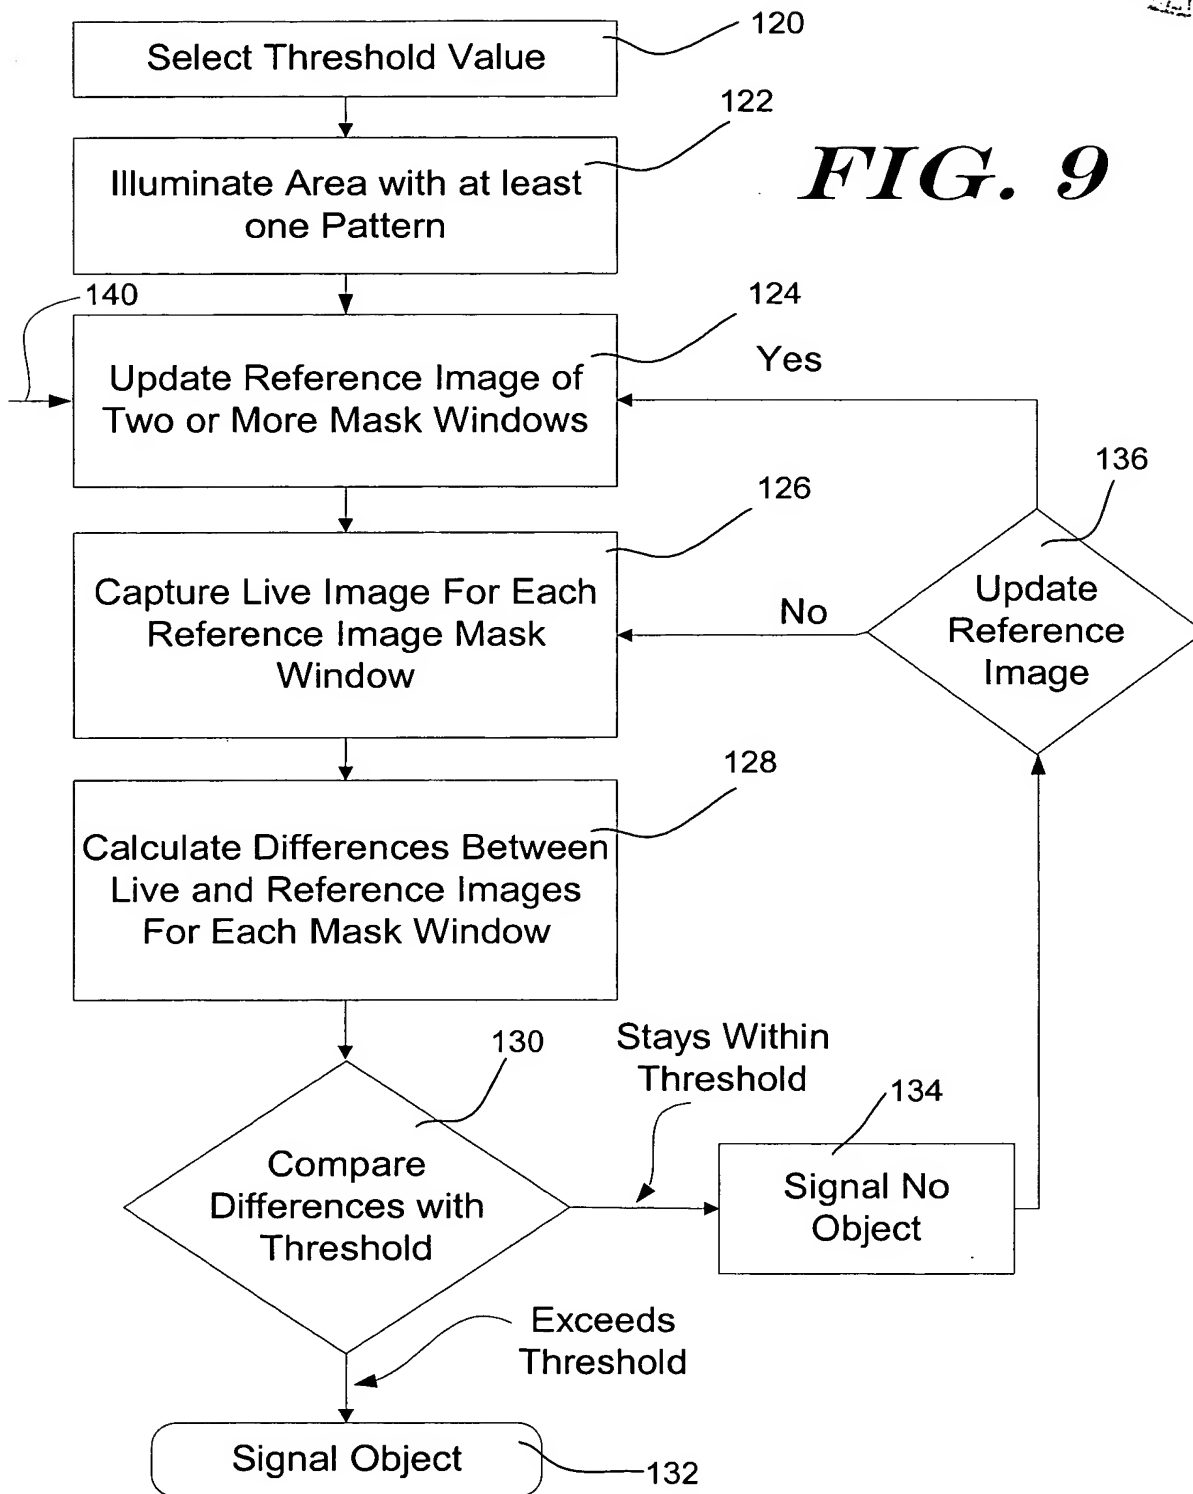 Select Threshold Value
120
122
FIG. 9
Illuminate Area with at least
one Pattern
140
124
Update Reference Image of
Two or More Mask Windows
Yes
136
126
Capture Live Image For Each
Reference Image Mask
Window
No
Update
Reference
Image
128
Calculate Differences Between
Live and Reference Images
For Each Mask Window
130
Stays Within
Threshold
134
Compare
Differences with
Threshold
Signal No
Object
Exceeds
Threshold
Signal Object
132